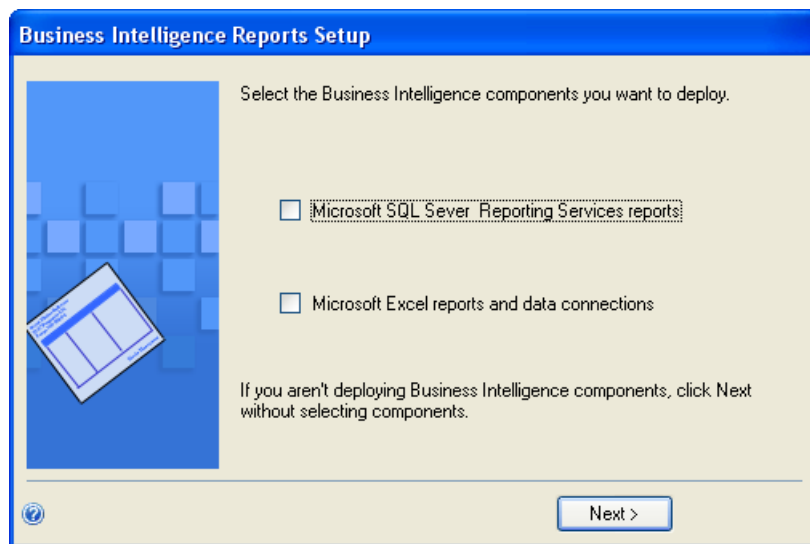 Business Intelligence Reports Setup
Select the Business Intelligence components you want to deploy.
Microsoft SQL Sever  Reporting Services reports
Microsoft Excel reports and data connections
If you aren't deploying Business Intelligence components, click Next
without selecting components.
Next >